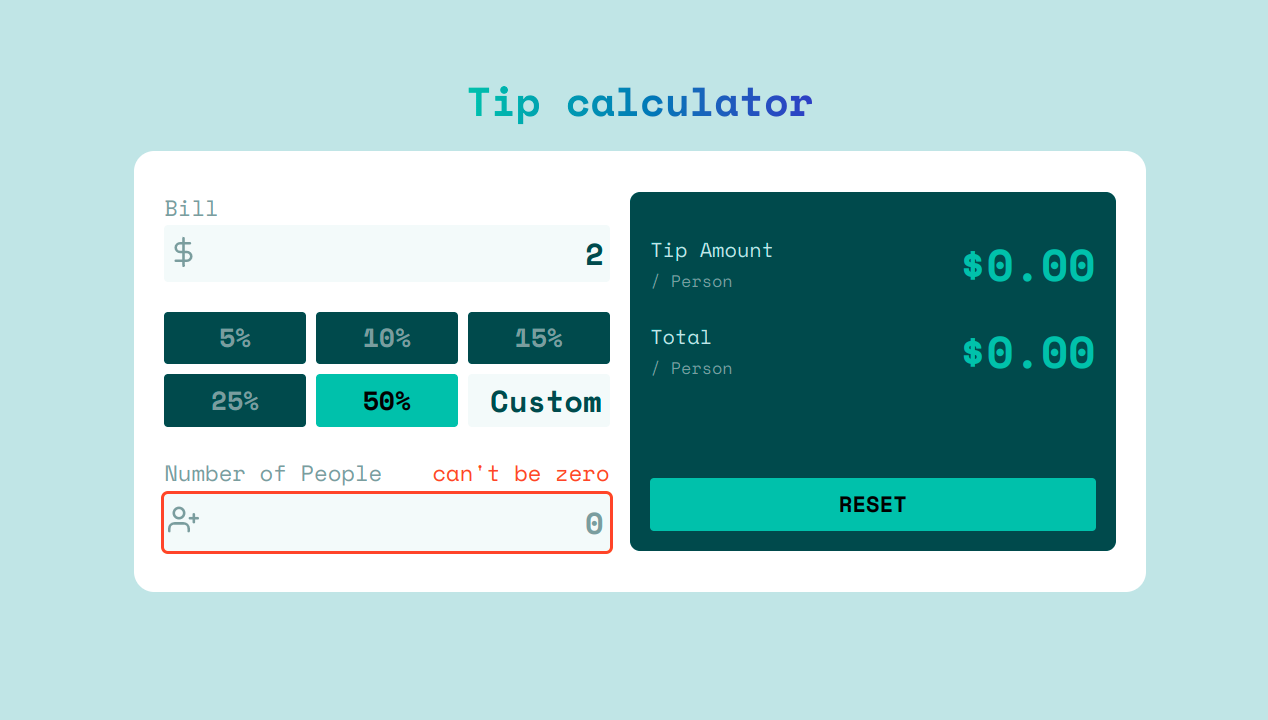 Tip calculator
Bill
$
2
5% 10% 15%
25% 50% Custom
Number of People can't be zero
0
Tip Amount
/ Person
$0.00
Total
/ Person
$0.00
RESET